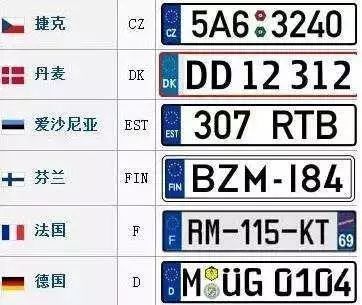 捷克 CZ CZ 5A6 3240
丹麦 DK DK DD 12 312
爱沙尼亚 EST EST 307 RTB
芬兰 FIN FIN BZM-184
法国 F F RM-115-KT 69
德国 D D M ÜG 0104